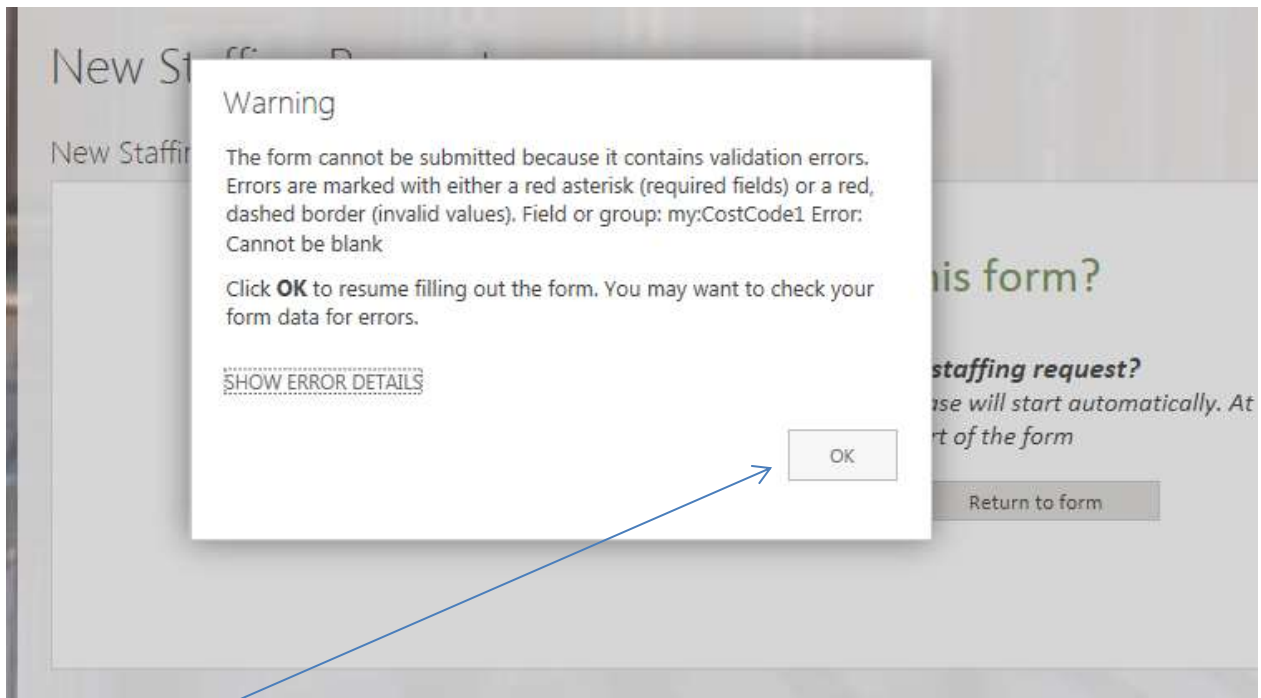 New St
Warning
New Staffin
The form cannot be submitted because it contains validation errors.
Errors are marked with either a red asterisk (required fields) or a red,
dashed border (invalid values). Field or group: my:CostCode1 Error:
Cannot be blank
Click OK to resume filling out the form. You may want to check your
form data for errors.
SHOW ERROR DETAILS
OK
is form?
staffing request?
ase will start automatically. At
rt of the form
Return to form